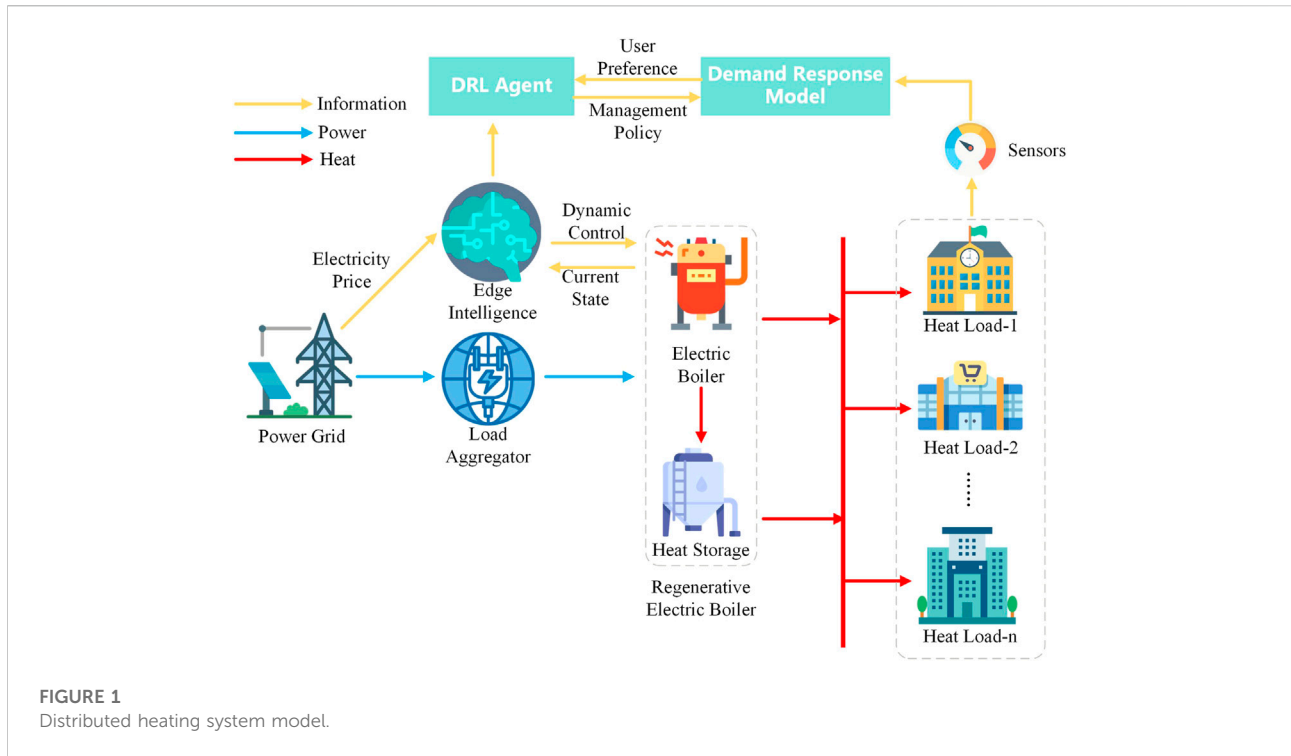 User
Preference
DRL Agent
Demand Response
Model
Management
Policy
Information
Power
Heat
Sensors
Dynamic
Control
Electricity
Price
Current
State
Edge
Intelligence
Heat Load-1
Electric
Boiler
Power Grid
Load
Aggregator
Heat Load-2
Heat Storage
Regenerative
Electric Boiler
Heat Load-n
FIGURE 1
Distributed heating system model.